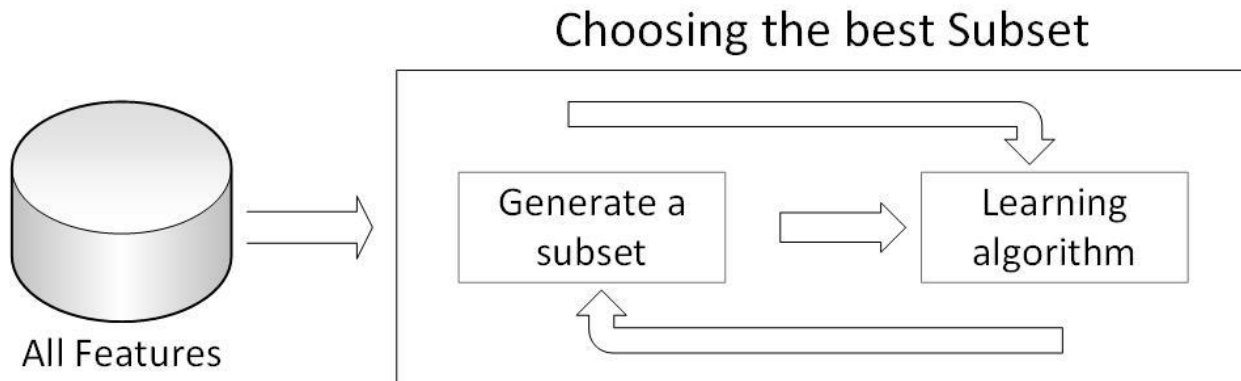 Choosing the best Subset
Generate a
subset
Learning
algorithm
All Features